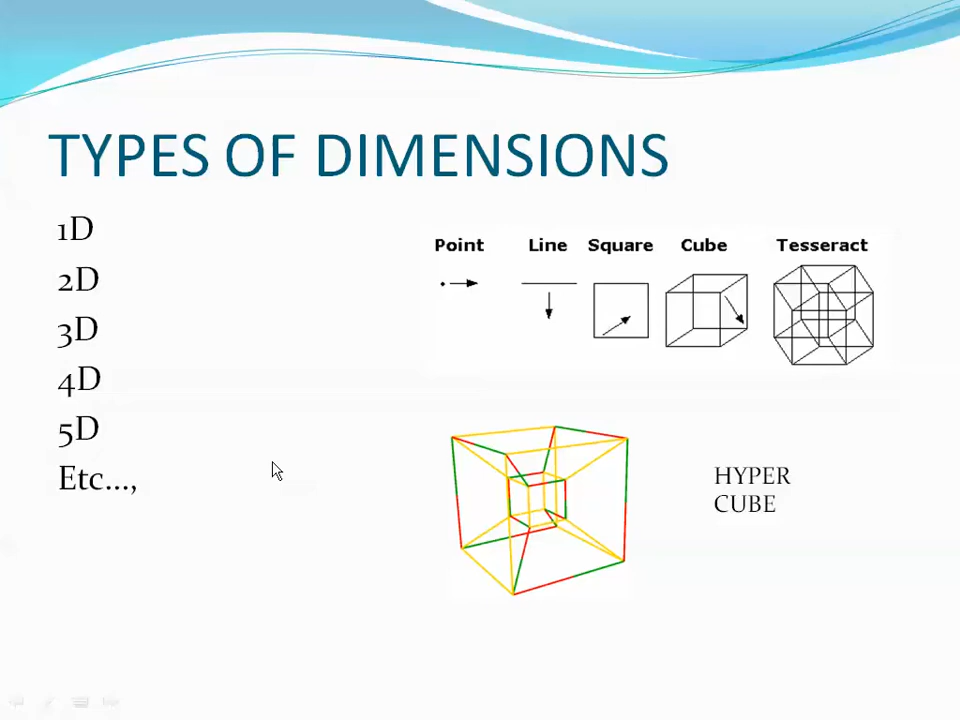 TYPES OF DIMENSIONS
1D
2D
3D
4D
5D
Etc...,
Point Line Square Cube Tesseract
HYPER
CUBE